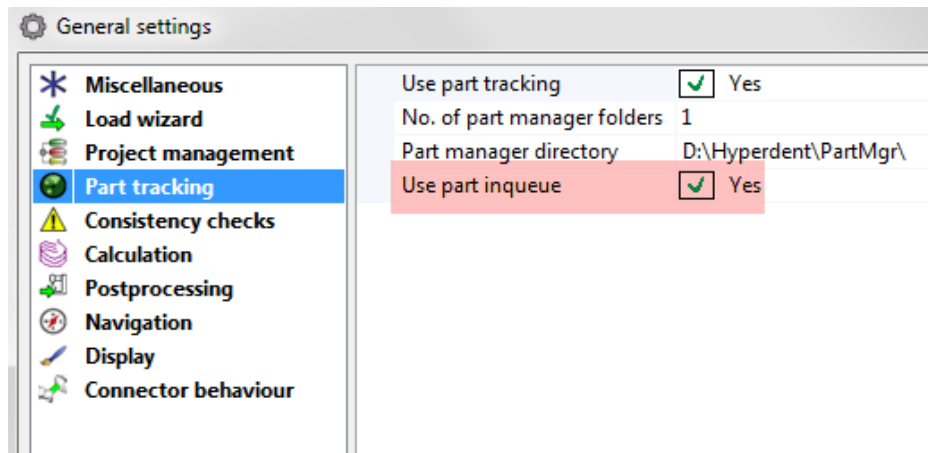 General settings
Miscellaneous
Load wizard
Project management
Part tracking
Consistency checks
Calculation
Postprocessing
Navigation
Display
Connector behaviour
Use part tracking Yes
No. of part manager folders 1
Part manager directory D:\Hyperdent\PartMgr\
Use part inqueue Yes